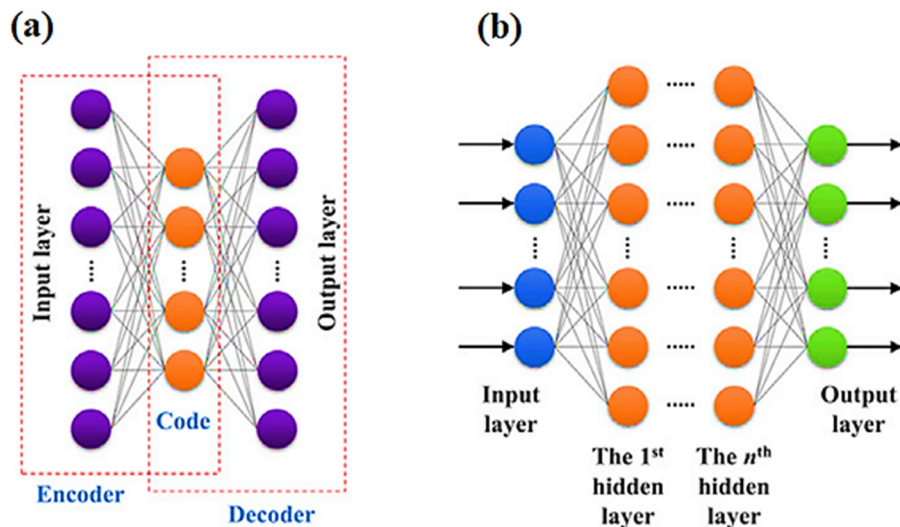 (a)
Input layer
Output layer
Code
Encoder
Decoder
(b)
Input
layer
The 1st
hidden
layer
The nth
hidden
layer
Output
layer